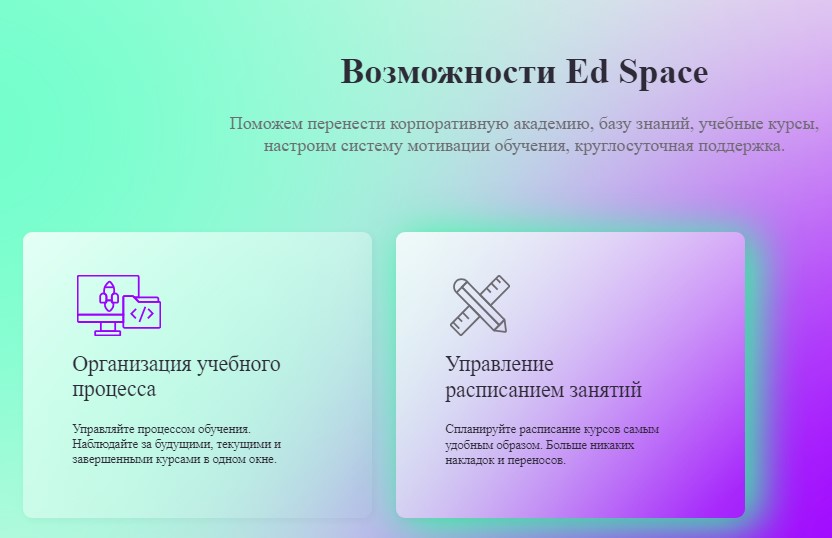 Возможности Ed Space
Поможем перенести корпоративную академию, базу знаний, учебные курсы,
настроим систему мотивации обучения, круглосуточная поддержка.
Организация учебного
процесса
Управляйте процессом обучения.
Наблюдайте за будущими, текущими и
завершенными курсами в одном окне.
Управление
расписанием занятий
Спланируйте расписание курсов самым
удобным образом. Больше никаких
накладок и переносов.